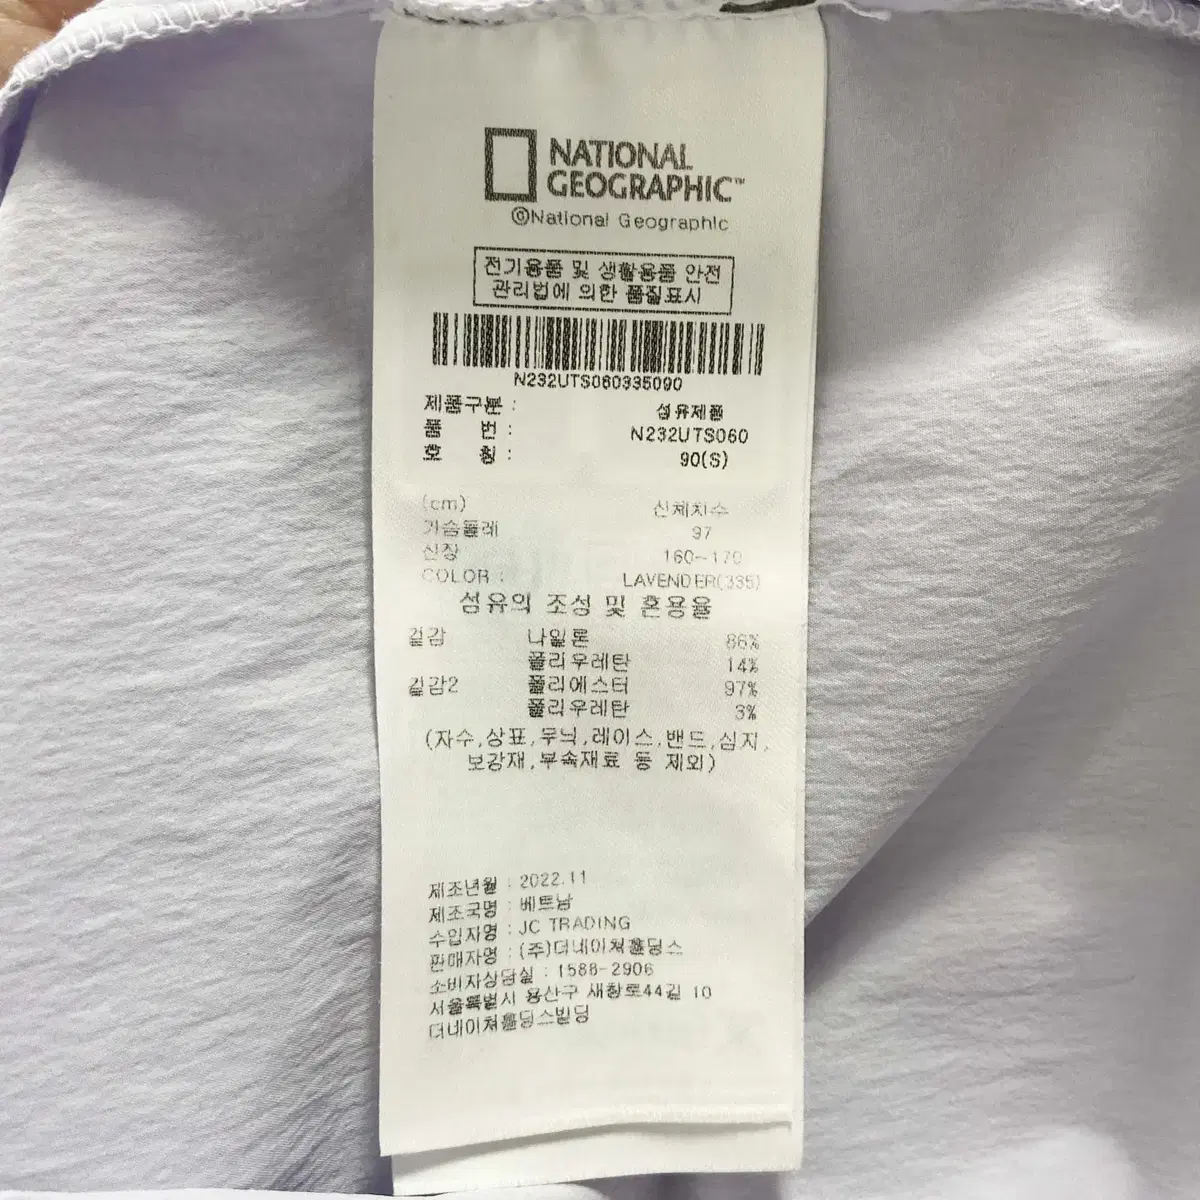 NATIONAL
GEOGRAPHIC™
©National Geographic
전기용품 및 생활용품 안전
관리법에 의한 품질표시
N232UTS060335090
제품구분 : 섬유제품
품 번 : N232UTS060
호 칭 : 90(S)
(cm) 신체치수
가슴둘레 97
신장 160~170
COLOR : LAVENDER(335)
섬유의 조성 및 혼용율
겉감 나일론 86%
폴리우레탄 14%
겉감2 폴리에스터 97%
폴리우레탄 3%
(자수,상표,무늬,레이스,밴드,심지,
보강재,부속재료 등 제외)
제조년월 : 2022.11
제조국명 : 베트남
수입자명 : JC TRADING
판매자명 : (주)더네이쳐홀딩스
소비자상담실 : 1588-2906
서울특별시 용산구 새창로44길 10
더네이쳐홀딩스빌딩